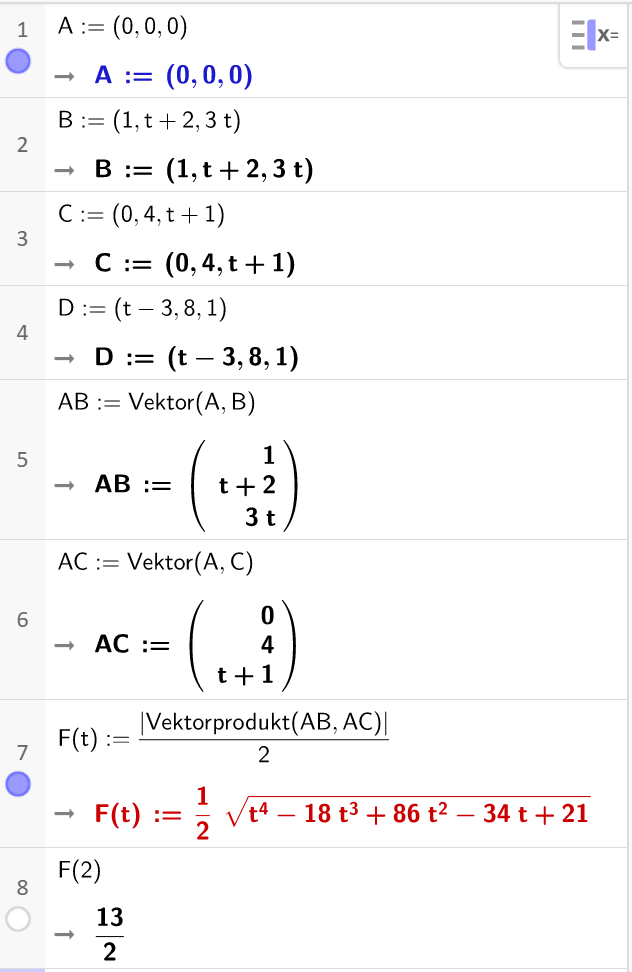 1
A := (0, 0, 0)
→ A := (0, 0, 0)
x=
2
B := (1, t + 2, 3 t)
→ B := (1, t + 2, 3 t)
3
C := (0, 4, t + 1)
→ C := (0, 4, t + 1)
4
D := (t − 3, 8, 1)
→ D := (t − 3, 8, 1)
5
AB := Vektor(A, B)
1
→ AB := ( t + 2 )
3 t
6
AC := Vektor(A, C)
0
→ AC := ( 4 )
t + 1
7
F(t) := |Vektorprodukt(AB, AC)| / 2
→ F(t) := 1/2 √(t⁴ − 18 t³ + 86 t² − 34 t + 21)
8
F(2)
→ 13/2